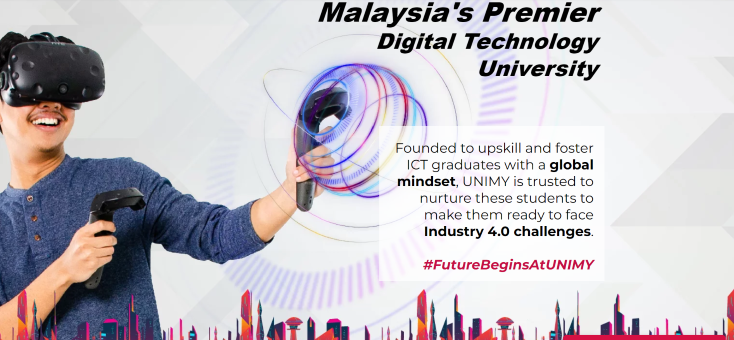 Malaysia's Premier
Digital Technology
University
Founded to upskill and foster
ICT graduates with a global
mindset, UNIMY is trusted to
nurture these students to
make them ready to face
Industry 4.0 challenges.
#FutureBeginsAtUNIMY